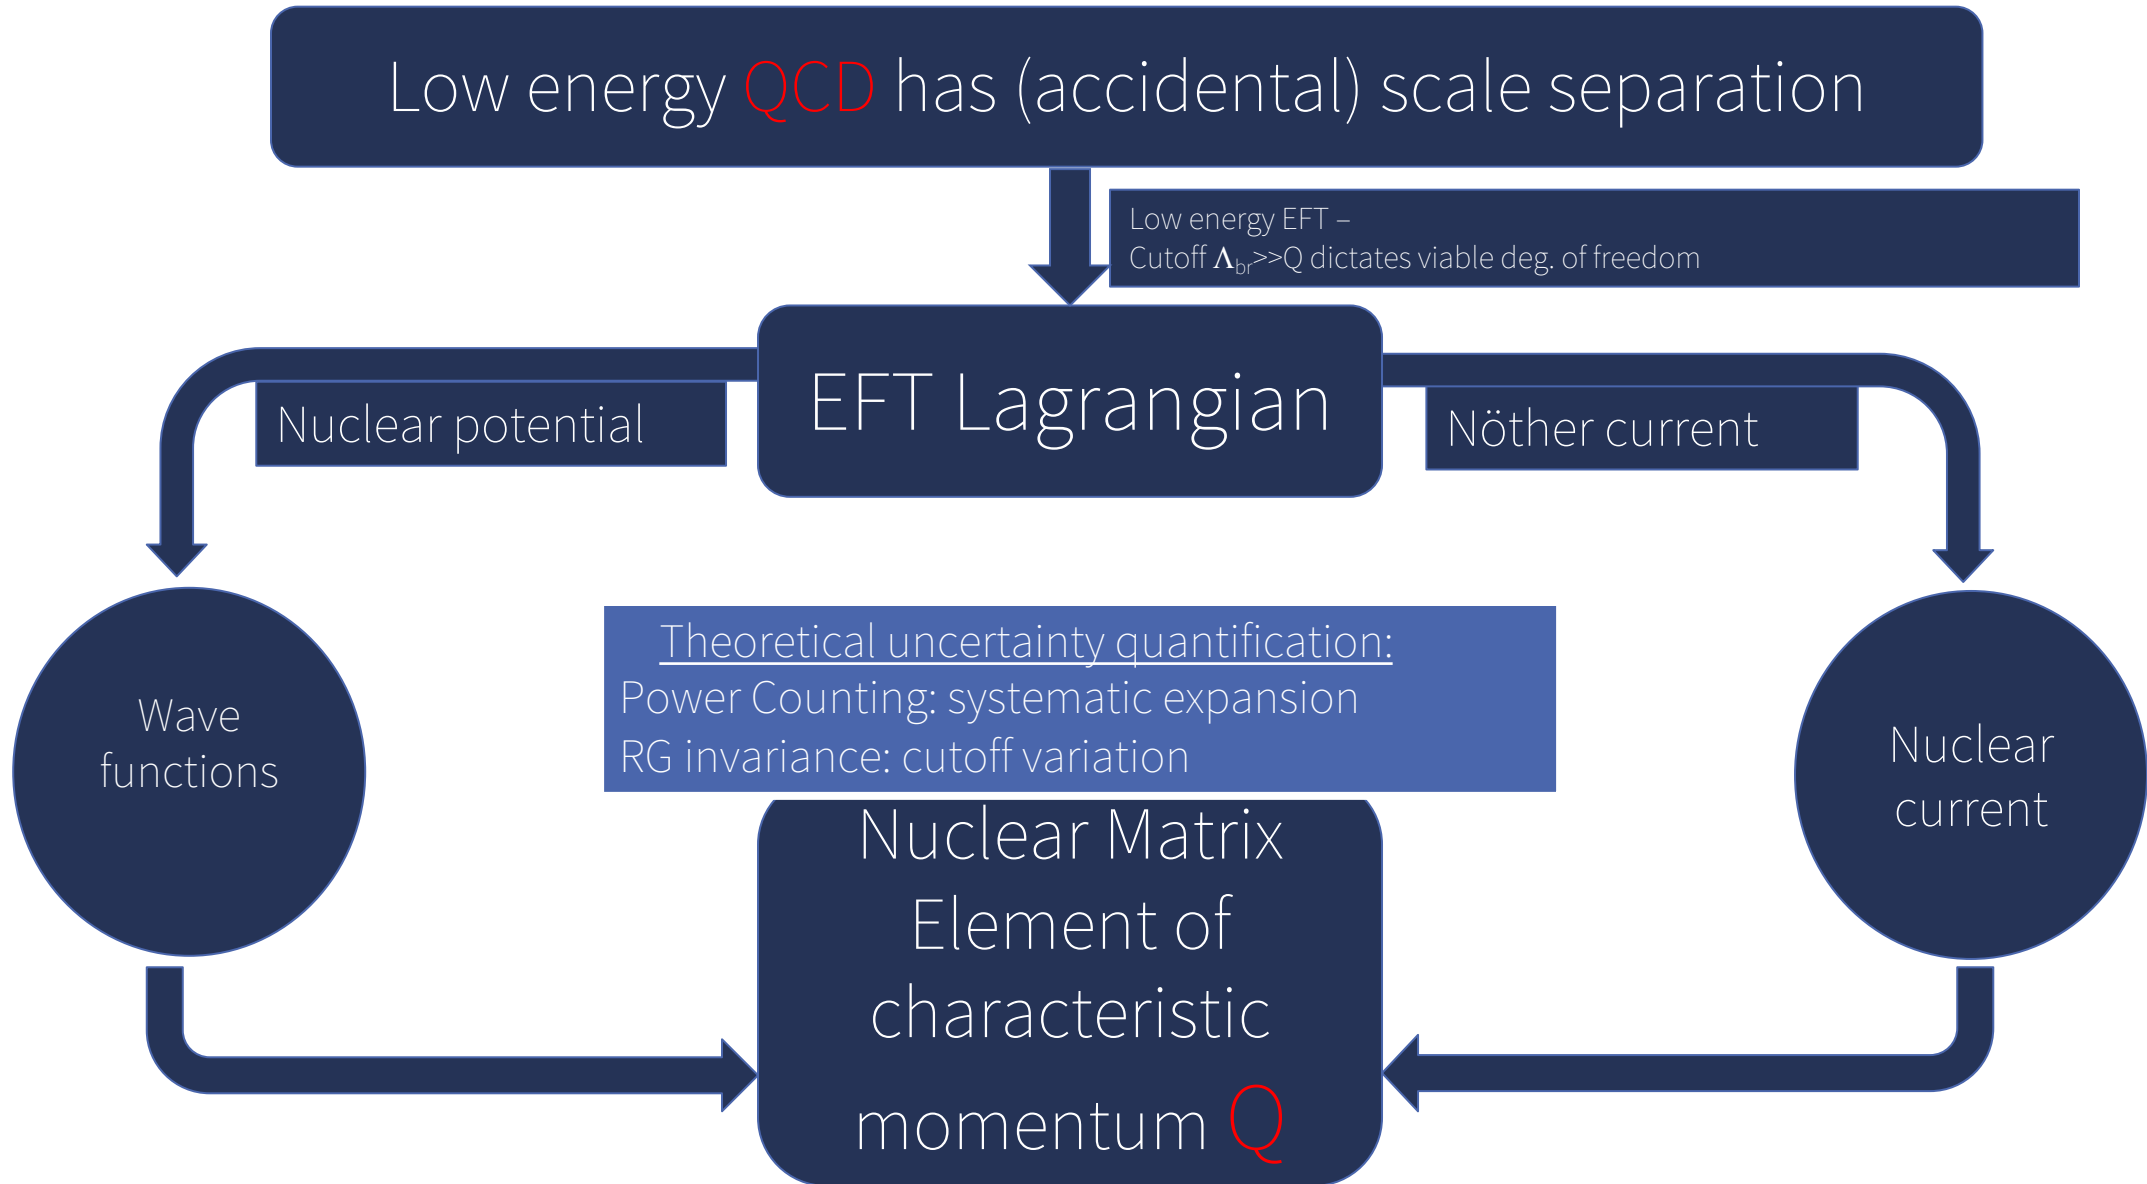 Low energy QCD has (accidental) scale separation
Low energy EFT –
Cutoff Λbr>>Q dictates viable deg. of freedom
EFT Lagrangian
Nuclear potential
Nöther current
Wave
functions
Theoretical uncertainty quantification:
Power Counting: systematic expansion
RG invariance: cutoff variation
Nuclear
current
Nuclear Matrix
Element of
characteristic
momentum Q